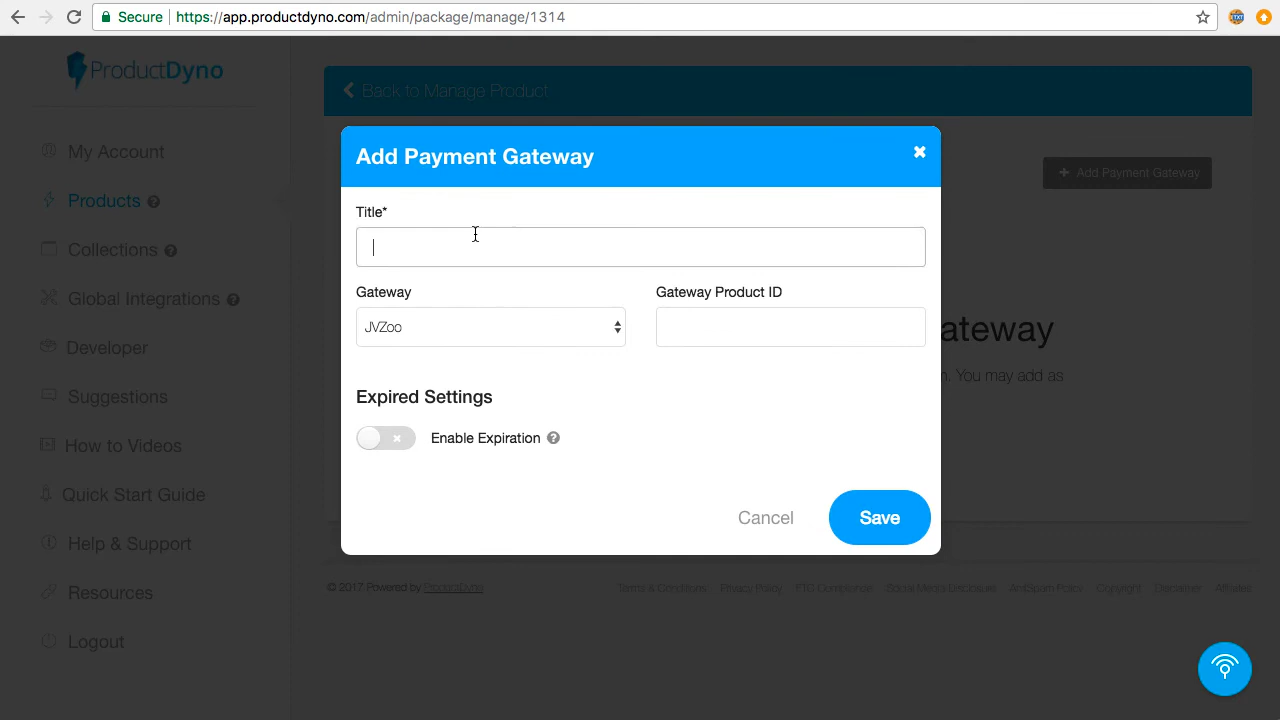 Secure
https://app.productdyno.com/admin/package/manage/1314
ProductDyno
My Account
Products
Collections
Global Integrations
Developer
Suggestions
How to Videos
Quick Start Guide
Help & Support
Resources
Logout
Back to Manage Product
Add Payment Gateway
ateway
n. You may add as
Add Payment Gateway
Title*
Gateway
Gateway Product ID
JVZoo
Expired Settings
Enable Expiration
Cancel
Save
© 2017 Powered by ProductDyno
Terms & Conditions Privacy Policy FTC Compliance Social Media Disclosure AntiSpam Policy Copyright Disclaimer Affiliates